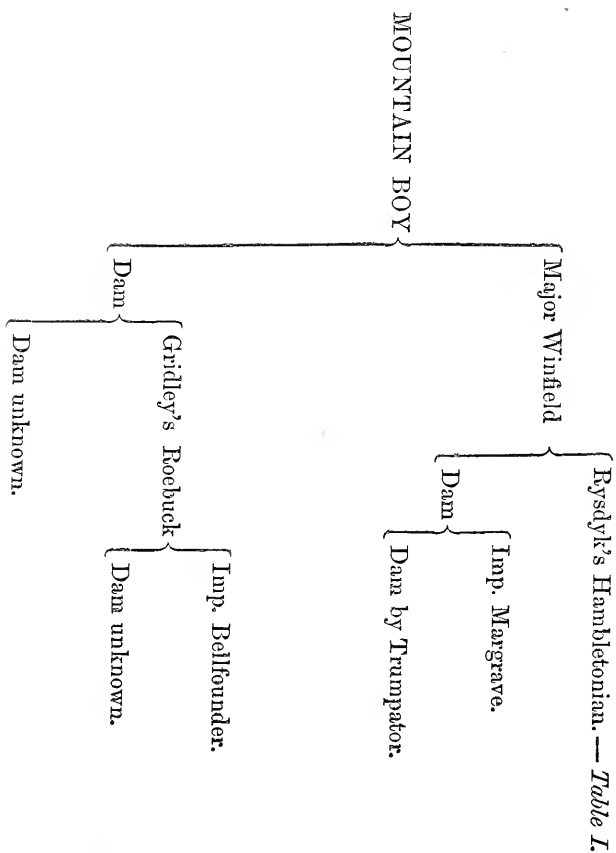 MOUNTAIN BOY
Major Winfield
Rysdyk's Hambletonian.—Table I.
Dam
Imp. Margrave.
Dam by Trumpator.
Dam
Gridley's Roebuck
Imp. Bellfounder.
Dam unknown.
Dam unknown.